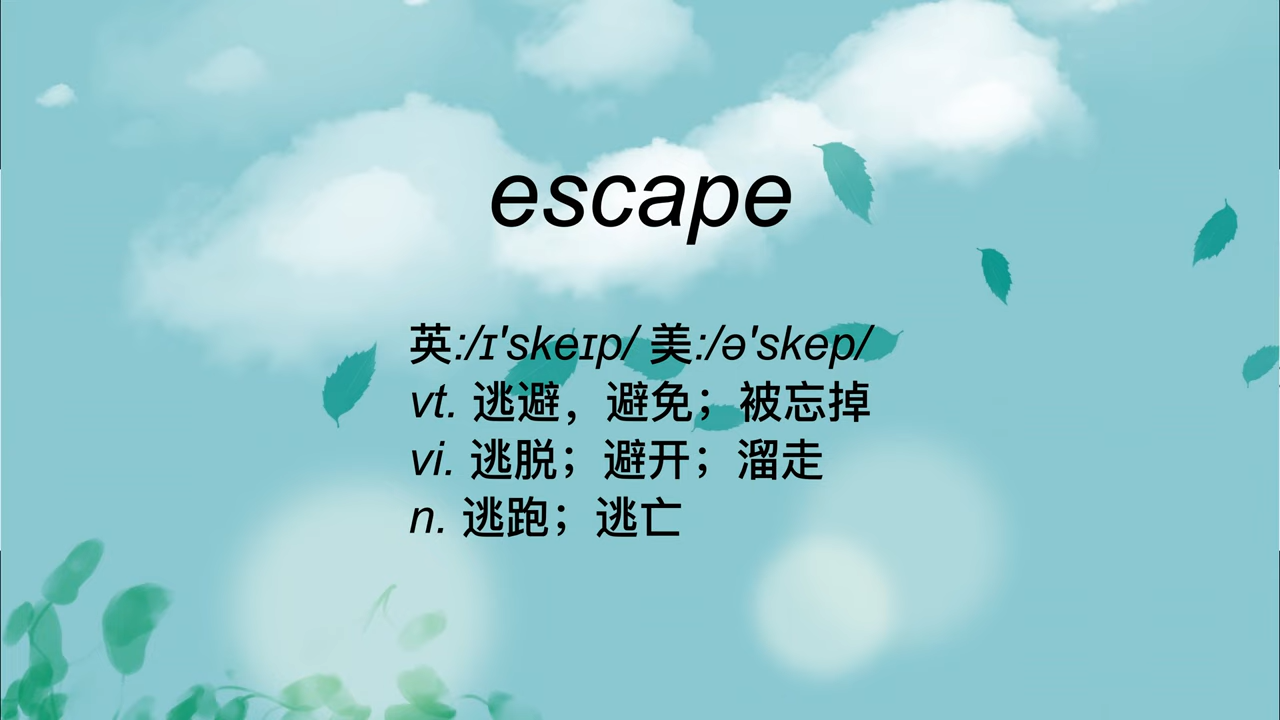 escape
英:/ɪ'skeɪp/ 美:/ə'skep/
vt. 逃避，避免；被忘掉
vi. 逃脱；避开；溜走
n. 逃跑；逃亡